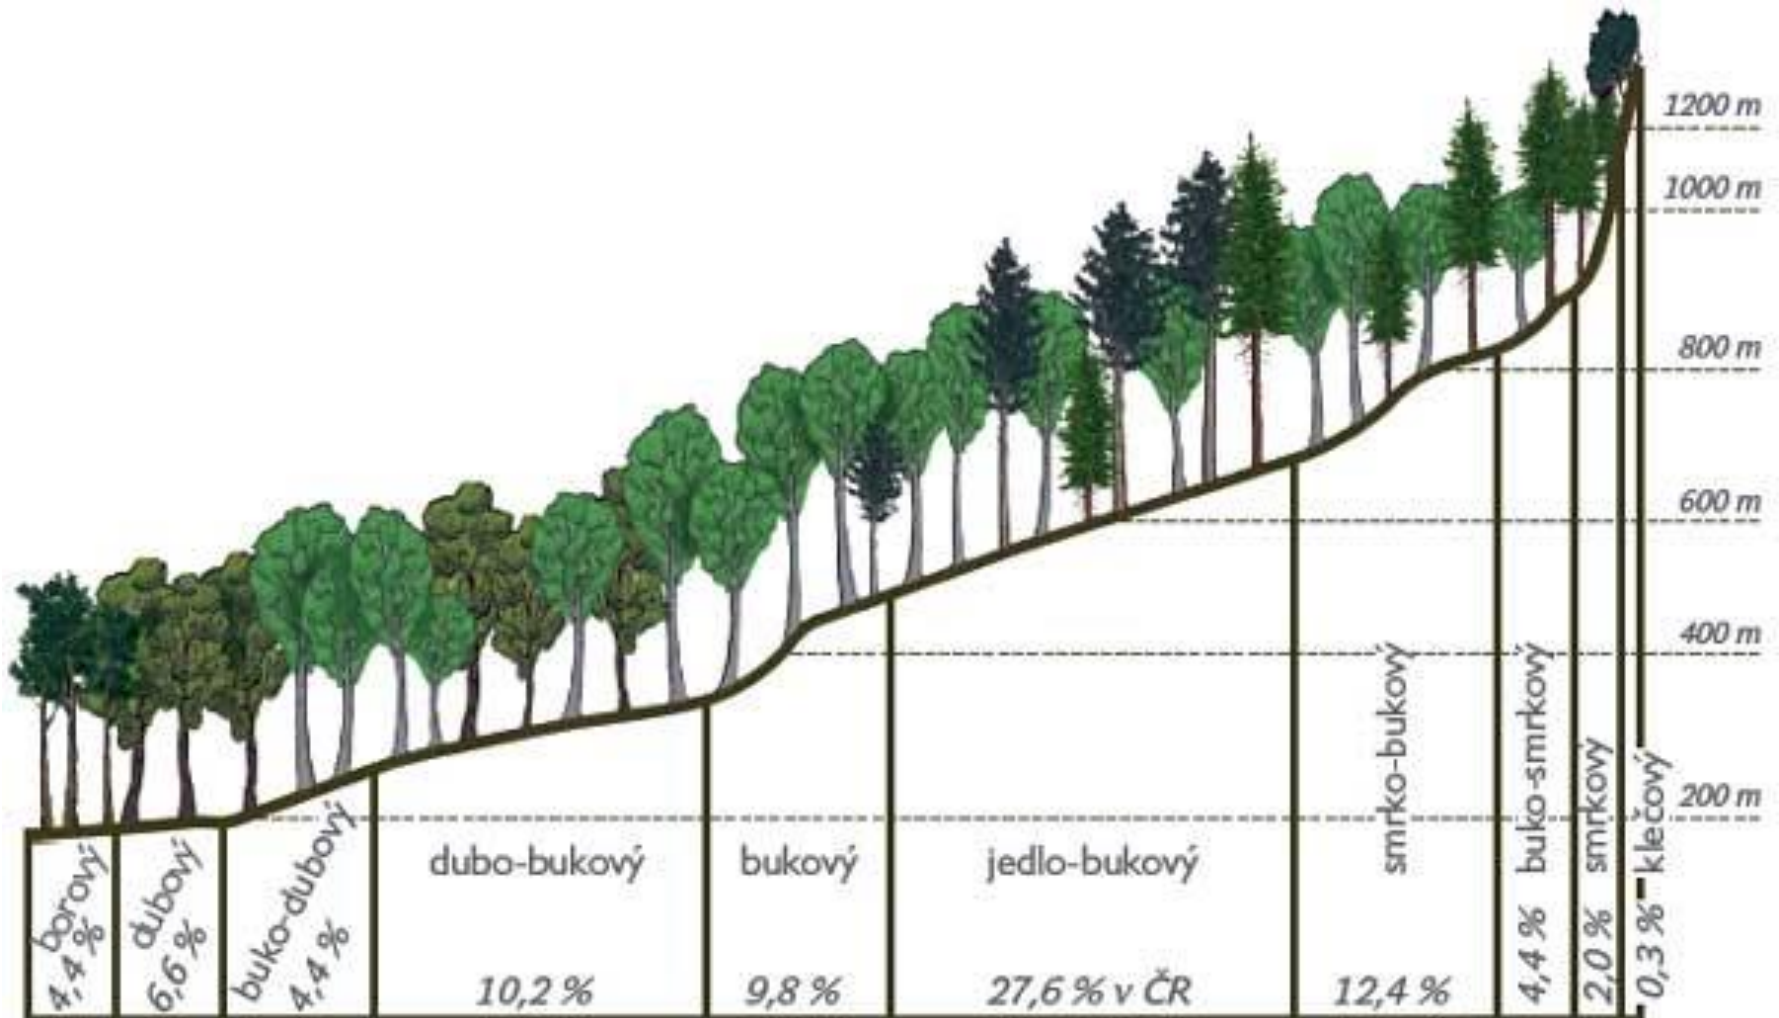 1200 m
1000 m
800 m
600 m
400 m
200 m
borový
4,4 %
dubový
6,6 %
buko-dubový
4,4 %
dubo-bukový
10,2 %
bukový
9,8 %
jedlo-bukový
27,6 % v ČR
smrko-bukový
12,4 %
buko-smrkový
4,4 %
smrkový
2,0 %
klečový
0,3 %